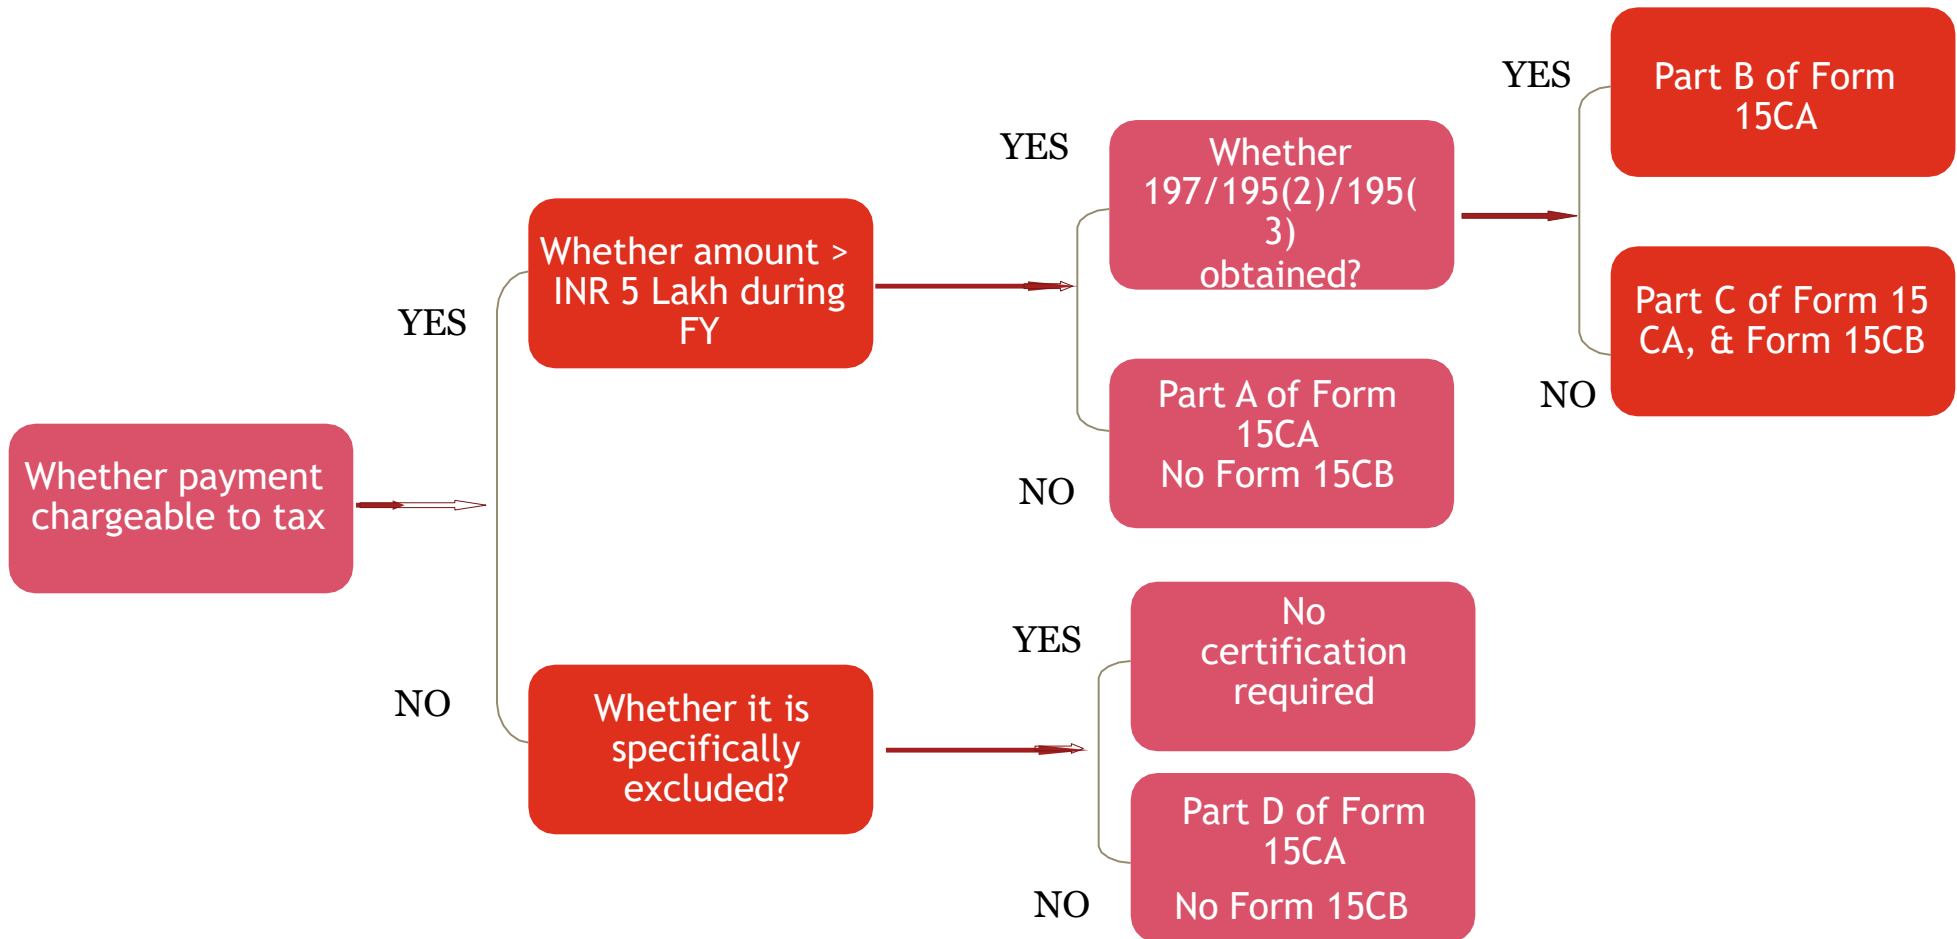 Whether payment
chargeable to tax
YES
NO
Whether amount >
INR 5 Lakh during
FY
Whether it is
specifically
excluded?
YES
NO
Whether
197/195(2)/195(
3)
obtained?
Part A of Form
15CA
No Form 15CB
YES
NO
No
certification
required
Part D of Form
15CA
No Form 15CB
YES
NO
Part B of Form
15CA
Part C of Form 15
CA, & Form 15CB